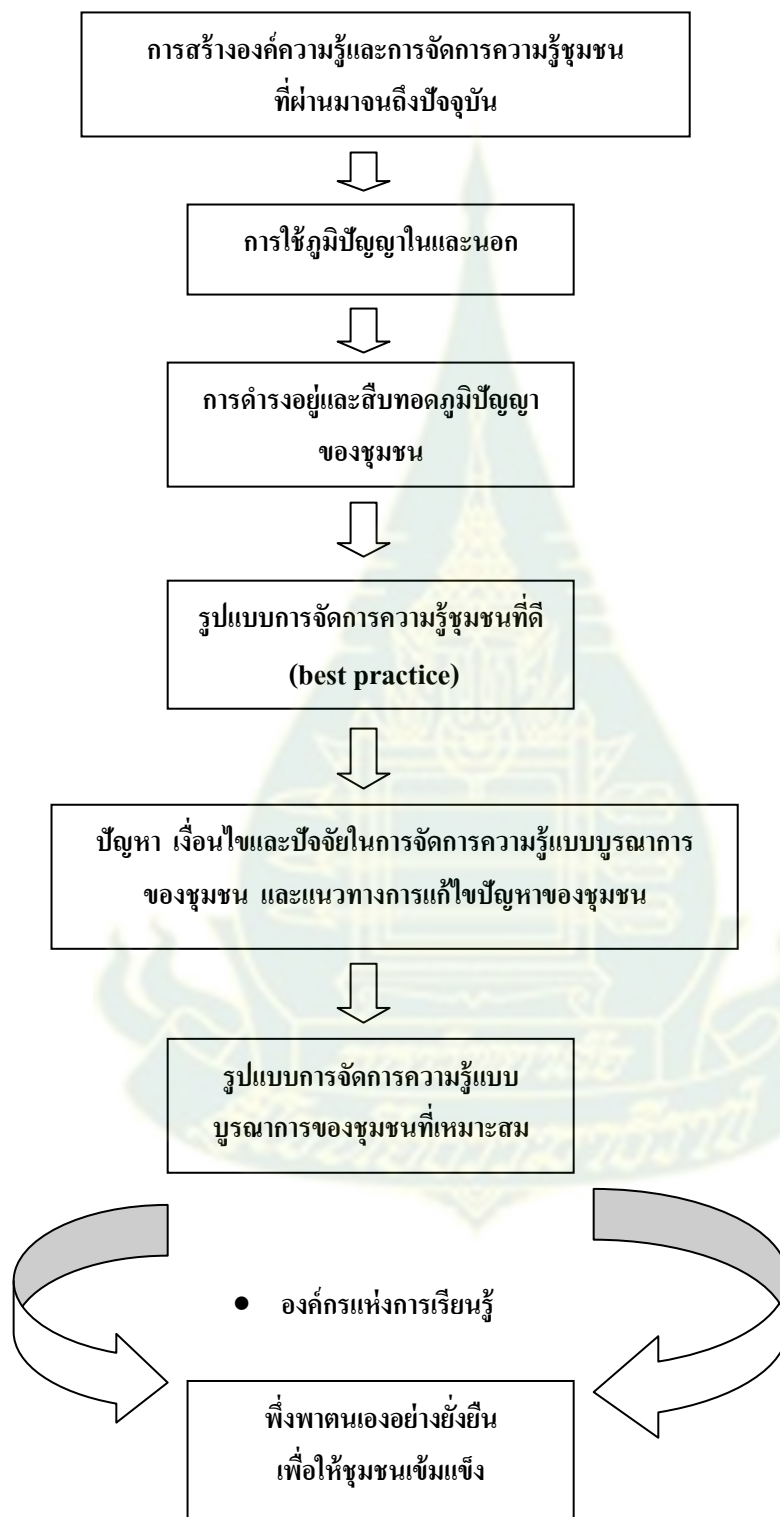 การสร้างองค์ความรู้และการจัดการความรู้ชุมชน
ที่ผ่านมาจนถึงปัจจุบัน
การใช้ภูมิปัญญาในและนอก
การดำรงอยู่และสืบทอดภูมิปัญญา
ของชุมชน
รูปแบบการจัดการความรู้ชุมชนที่ดี
(best practice)
ปัญหา เงื่อนไขและปัจจัยในการจัดการความรู้แบบบูรณาการ
ของชุมชน และแนวทางการแก้ไขปัญหาของชุมชน
รูปแบบการจัดการความรู้แบบ
บูรณาการของชุมชนที่เหมาะสม
• องค์กรแห่งการเรียนรู้
พึ่งพาตนเองอย่างยั่งยืน
เพื่อให้ชุมชนเข้มแข็ง